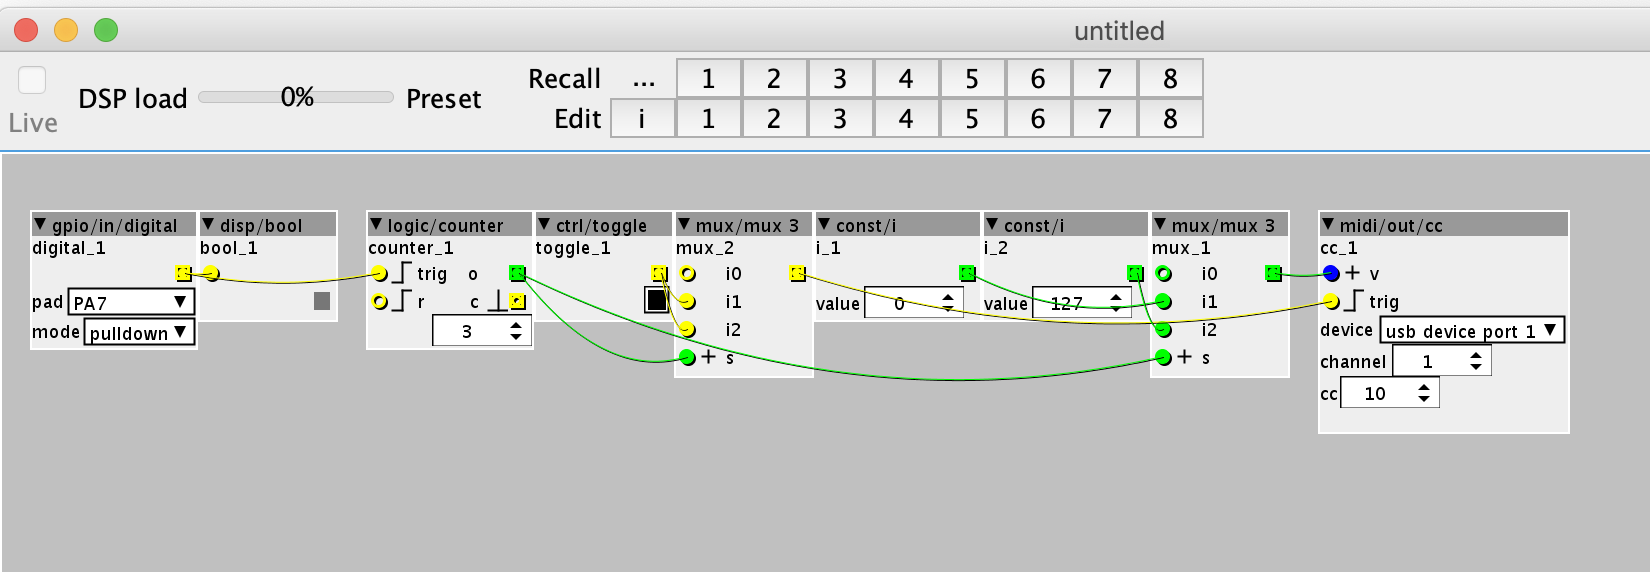 untitled
Live
DSP load 0% Preset
Recall ... 1 2 3 4 5 6 7 8
Edit i 1 2 3 4 5 6 7 8
gpio/in/digital
digital_1
pad PA7
mode pulldown
disp/bool
bool_1
logic/counter
counter_1
trig o
r c
3
ctrl/toggle
toggle_1
mux/mux 3
mux_2
i0
i1
i2
+ s
const/i
i_1
value 0
const/i
i_2
value 127
mux/mux 3
mux_1
i0
i1
i2
+ s
midi/out/cc
cc_1
+ v
trig
device usb device port 1
channel 1
cc 10